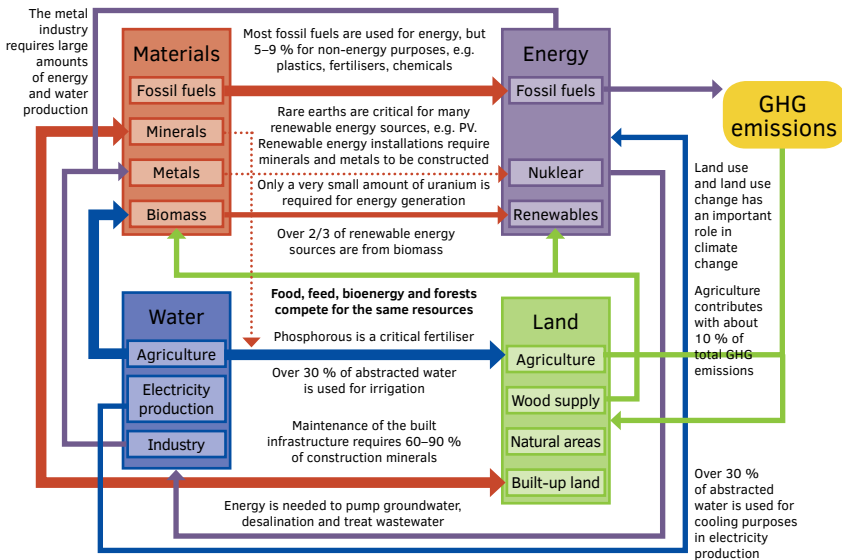 The metal
industry
requires large
amounts
of energy
and water
production
Materials
Fossil fuels
Minerals
Metals
Biomass
Most fossil fuels are used for energy, but
5–9 % for non-energy purposes, e.g.
plastics, fertilisers, chemicals
Rare earths are critical for many
renewable energy sources, e.g. PV.
Renewable energy installations require
minerals and metals to be constructed
Only a very small amount of uranium is
required for energy generation
Over 2/3 of renewable energy
sources are from biomass
Energy
Fossil fuels
Nuklear
Renewables
GHG
emissions
Land use
and land use
change has
an important
role in
climate
change
Agriculture
contributes
with about
10 % of
total GHG
emissions
Food, feed, bioenergy and forests
compete for the same resources
Water
Agriculture
Electricity
production
Industry
Phosphorous is a critical fertiliser
Over 30 % of abstracted water
is used for irrigation
Maintenance of the built
infrastructure requires 60–90 %
of construction minerals
Land
Agriculture
Wood supply
Natural areas
Built-up land
Energy is needed to pump groundwater,
desalination and treat wastewater
Over 30 %
of abstracted
water is used for
cooling purposes
in electricity
production